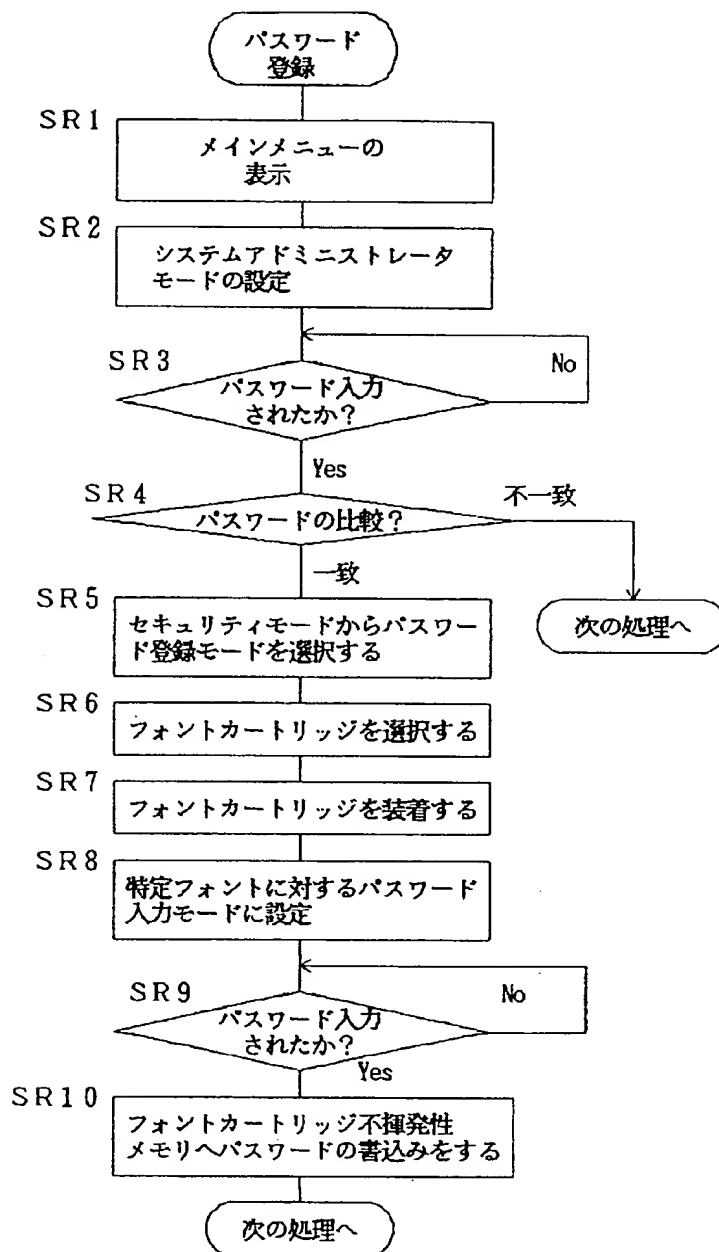 パスワード
登録
SR1
メインメニューの
表示
SR2
システムアドミニストレータ
モードの設定
SR3
No
パスワード入力
されたか?
Yes
SR4
不一致
パスワードの比較?
一致
SR5
セキュリティモードからパスワー
ド登録モードを選択する
次の処理へ
SR6
フォントカートリッジを選択する
SR7
フォントカートリッジを装着する
SR8
特定フォントに対するパスワード
入力モードに設定
SR9
No
パスワード入力
されたか?
Yes
SR10
フォントカートリッジ不揮発性
メモリへパスワードの書込みをする
次の処理へ